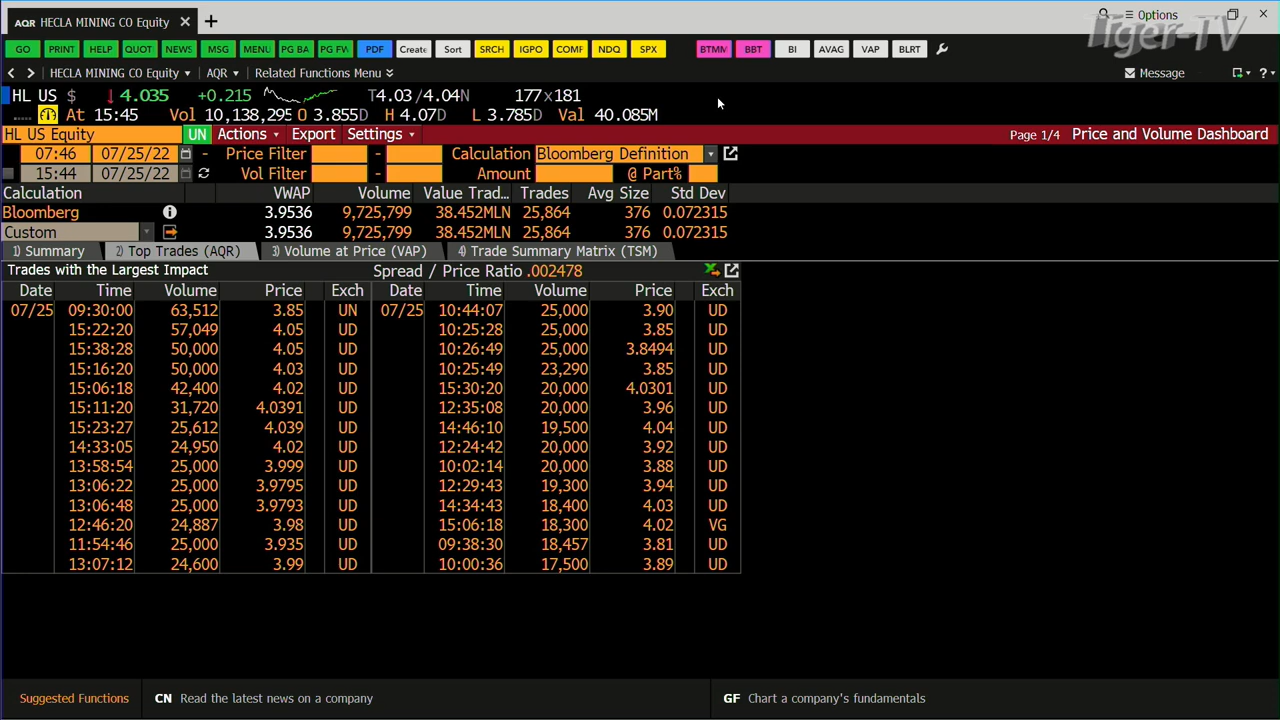 AQR HECLA MINING CO Equity × +
Options
Tiger-TV
GO PRINT HELP QUOT NEWS MSG MENU PG BA PG FW PDF Create Sort SRCH IGPO COMF NDQ SPX BTMM BBT BI AVAG VAP BLRT
HECLA MINING CO Equity AQR Related Functions Menu Message ?
HL US $ 4.035 +0.215 T4.03 / 4.04N 177 x181
At 15:45 Vol 10,138,295 O 3.855D H 4.07D L 3.785D Val 40.085M
HL US Equity UN Actions Export Settings Page 1/4 Price and Volume Dashboard
07:46 07/25/22 - Price Filter - Calculation Bloomberg Definition
15:44 07/25/22 Vol Filter - Amount @ Part%
Calculation VWAP Volume Value Trad... Trades Avg Size Std Dev
Bloomberg 3.9536 9,725,799 38.452MLN 25,864 376 0.072315
Custom 3.9536 9,725,799 38.452MLN 25,864 376 0.072315
1) Summary 2) Top Trades (AQR) 3) Volume at Price (VAP) 4) Trade Summary Matrix (TSM)
Trades with the Largest Impact Spread / Price Ratio .002478
Date Time Volume Price Exch Date Time Volume Price Exch
07/25 09:30:00 63,512 3.85 UN 07/25 10:44:07 25,000 3.90 UD
15:22:20 57,049 4.05 UD 10:25:28 25,000 3.85 UD
15:38:28 50,000 4.05 UD 10:26:49 25,000 3.8494 UD
15:16:20 50,000 4.03 UD 10:25:49 23,290 3.85 UD
15:06:18 42,400 4.02 UD 15:30:20 20,000 4.0301 UD
15:11:20 31,720 4.0391 UD 12:35:08 20,000 3.96 UD
15:23:27 25,612 4.039 UD 14:46:10 19,500 4.04 UD
14:33:05 24,950 4.02 UD 12:24:42 20,000 3.92 UD
13:58:54 25,000 3.999 UD 10:02:14 20,000 3.88 UD
13:06:22 25,000 3.9795 UD 12:29:43 19,300 3.94 UD
13:06:48 25,000 3.9793 UD 14:34:43 18,400 4.03 UD
12:46:20 24,887 3.98 UD 15:06:18 18,300 4.02 VG
11:54:46 25,000 3.935 UD 09:38:30 18,457 3.81 UD
13:07:12 24,600 3.99 UD 10:00:36 17,500 3.89 UD
Suggested Functions CN Read the latest news on a company GF Chart a company's fundamentals